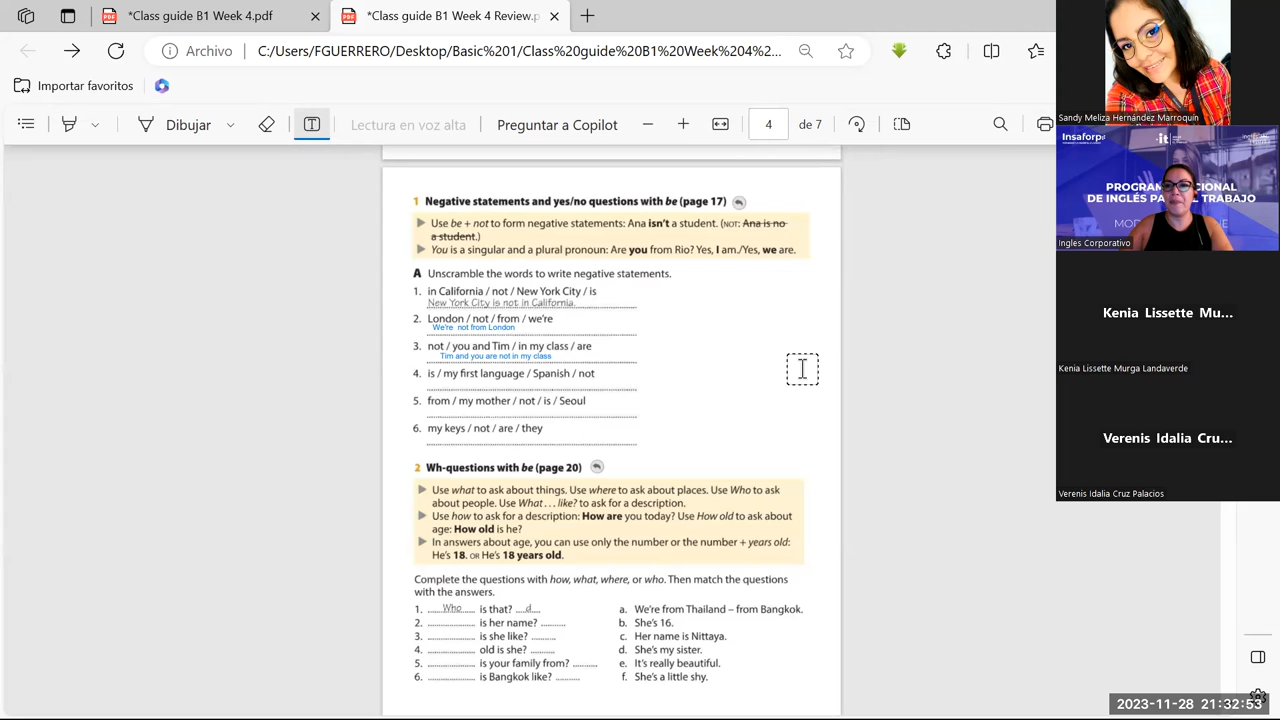 *Class guide B1 Week 4.pdf
*Class guide B1 Week 4 Review.p
Archivo
C:/Users/FGUERRERO/Desktop/Basic%201/Class%20guide%20B1%20Week%204%2...
Importar favoritos
Dibujar
Lectura en voz alta
Preguntar a Copilot
4 de 7
1 Negative statements and yes/no questions with be (page 17)
Use be + not to form negative statements: Ana isn't a student. (NOT: Ana is no
a student.)
You is a singular and a plural pronoun: Are you from Rio? Yes, I am./Yes, we are.
A Unscramble the words to write negative statements.
1. in California / not / New York City / is
New York City is not in California.
2. London / not / from / we're
We're not from London
3. not / you and Tim / in my class / are
Tim and you are not in my class
4. is / my first language / Spanish / not
5. from / my mother / not / is / Seoul
6. my keys / not / are / they
2 Wh-questions with be (page 20)
Use what to ask about things. Use where to ask about places. Use Who to ask
about people. Use What . . . like? to ask for a description.
Use how to ask for a description: How are you today? Use How old to ask about
age: How old is he?
In answers about age, you can use only the number or the number + years old:
He's 18. OR He's 18 years old.
Complete the questions with how, what, where, or who. Then match the questions
with the answers.
1. Who is that? d a. We're from Thailand – from Bangkok.
2. is her name? b. She's 16.
3. is she like? c. Her name is Nittaya.
4. old is she? d. She's my sister.
5. is your family from? e. It's really beautiful.
6. is Bangkok like? f. She's a little shy.
Sandy Meliza Hernández Marroquín
Insaforp
it
Ingles Corporativo
Kenia Lissette Mu...
Kenia Lissette Murga Landaverde
Verenis Idalia Cru...
Verenis Idalia Cruz Palacios
2023-11-28 21:32:53